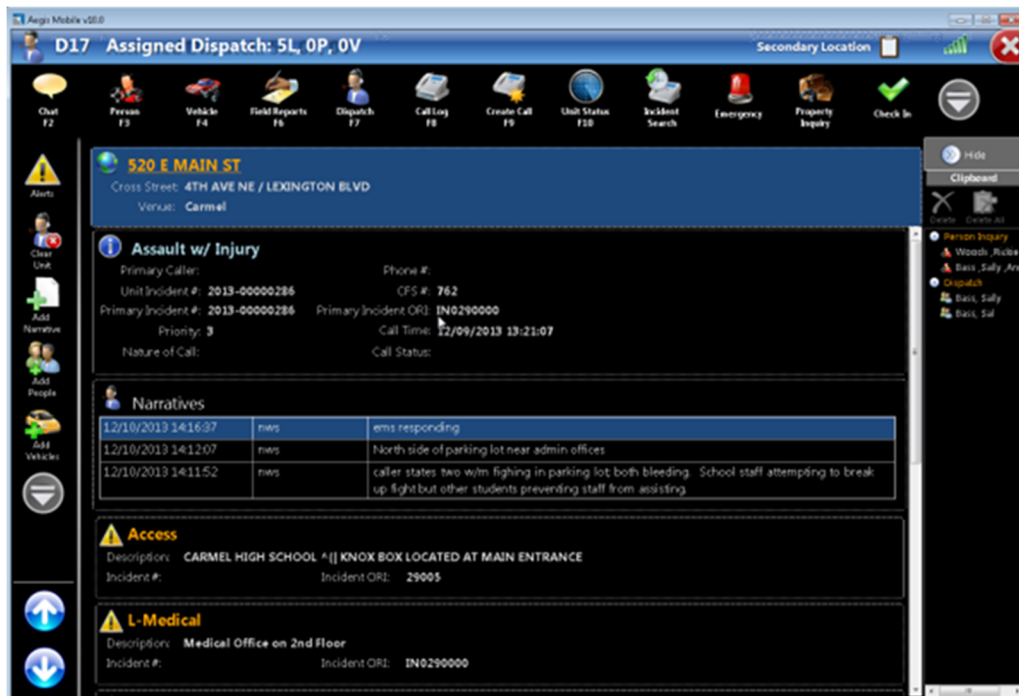 Aegis Mobile v10.0
D17 Assigned Dispatch: 5L, 0P, 0V
Secondary Location
Chat F2
Person F3
Vehicle F4
Field Reports F6
Dispatch F7
Call Log F8
Create Call F9
Unit Status F10
Incident Search
Emergency
Property Inquiry
Check In
Alerts
Clear Unit
Add Narrative
Add People
Add Vehicles
520 E MAIN ST
Cross Street: 4TH AVE NE / LEXINGTON BLVD
Venue: Carmel
Assault w/ Injury
Primary Caller: Phone #:
Unit Incident #: 2013-00000286 CFS #: 762
Primary Incident #: 2013-00000286 Primary Incident ORI: IN0290000
Priority: 3 Call Time: 12/09/2013 13:21:07
Nature of Call: Call Status:
Narratives
12/10/2013 14:16:37 nws ems responding
12/10/2013 14:12:07 nws North side of parking lot near admin offices
12/10/2013 14:11:52 nws caller states two w/m fighing in parking lot; both bleeding. School staff attempting to break
up fight but other students preventing staff from assisting.
Access
Description: CARMEL HIGH SCHOOL ^(| KNOX BOX LOCATED AT MAIN ENTRANCE
Incident #: Incident ORI: 29005
L-Medical
Description: Medical Office on 2nd Floor
Incident #: Incident ORI: IN0290000
Hide
Clipboard
Delete Delete All
Person Inquiry
Woods ,Rickie
Bass ,Sally ,An
Dispatch
Bass, Sally
Bass, Sal